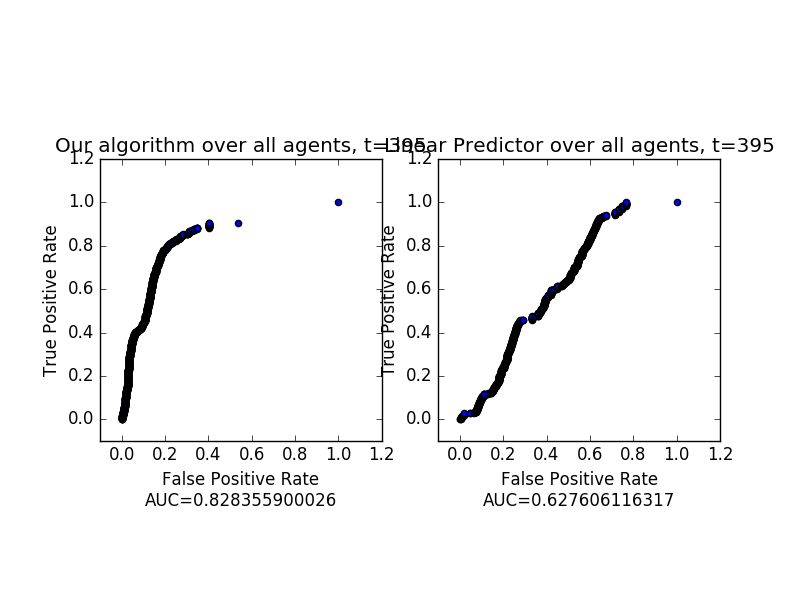 Our algorithm over all agents, t=395
Linear Predictor over all agents, t=395
True Positive Rate
1.2
1.0
0.8
0.6
0.4
0.2
0.0
0.0 0.2 0.4 0.6 0.8 1.0 1.2
False Positive Rate
AUC=0.828355900026
True Positive Rate
1.2
1.0
0.8
0.6
0.4
0.2
0.0
0.0 0.2 0.4 0.6 0.8 1.0 1.2
False Positive Rate
AUC=0.627606116317